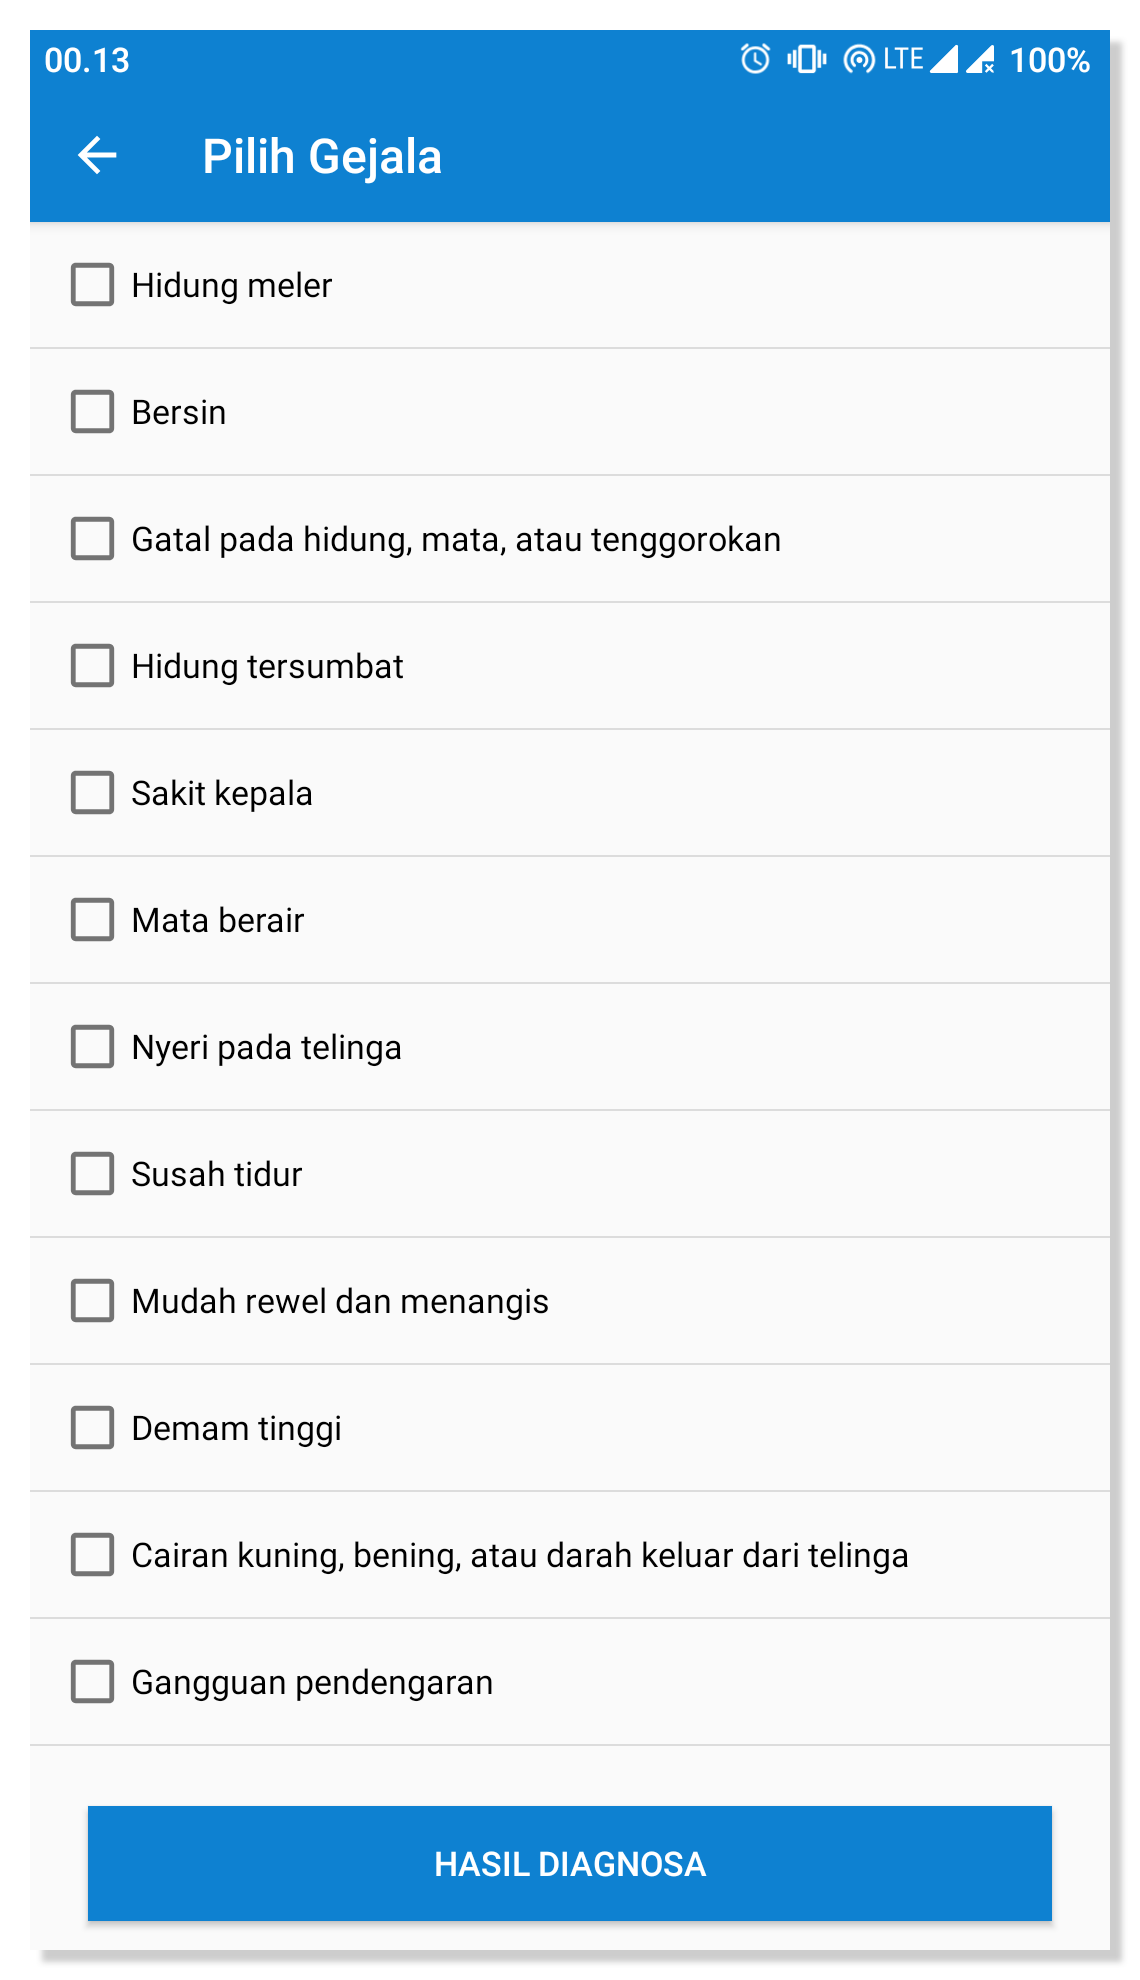 00.13 LTE 100%
Pilih Gejala
Hidung meler
Bersin
Gatal pada hidung, mata, atau tenggorokan
Hidung tersumbat
Sakit kepala
Mata berair
Nyeri pada telinga
Susah tidur
Mudah rewel dan menangis
Demam tinggi
Cairan kuning, bening, atau darah keluar dari telinga
Gangguan pendengaran
HASIL DIAGNOSA